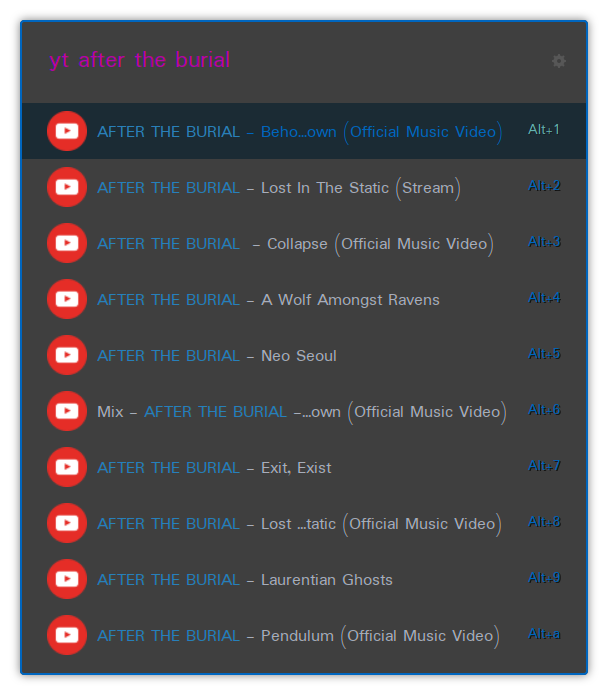 yt after the burial
AFTER THE BURIAL - Beho...own (Official Music Video) Alt+1
AFTER THE BURIAL - Lost In The Static (Stream) Alt+2
AFTER THE BURIAL - Collapse (Official Music Video) Alt+3
AFTER THE BURIAL - A Wolf Amongst Ravens Alt+4
AFTER THE BURIAL - Neo Seoul Alt+5
Mix - AFTER THE BURIAL -...own (Official Music Video) Alt+6
AFTER THE BURIAL - Exit, Exist Alt+7
AFTER THE BURIAL - Lost ...tatic (Official Music Video) Alt+8
AFTER THE BURIAL - Laurentian Ghosts Alt+9
AFTER THE BURIAL - Pendulum (Official Music Video) Alt+a